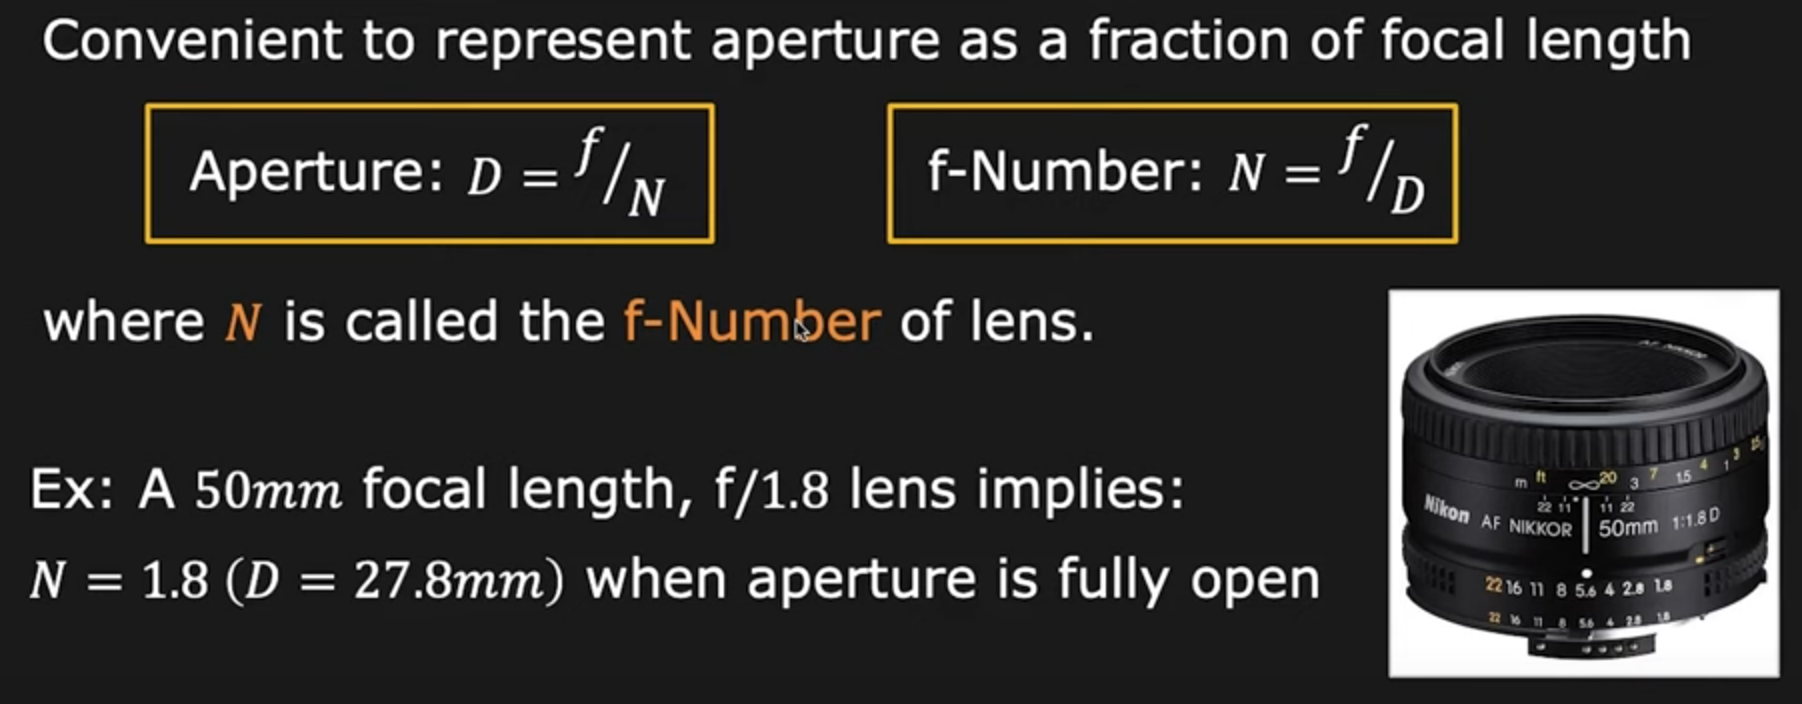 Convenient to represent aperture as a fraction of focal length
Aperture: D = f/N
f-Number: N = f/D
where N is called the f-Number of lens.
Ex: A 50mm focal length, f/1.8 lens implies:
N = 1.8 (D = 27.8mm) when aperture is fully open
m ft ∞ 20 3 7 1.5 4 1 3
22 11 11 22
Nikon AF NIKKOR 50mm 1:1.8 D
22 16 11 8 5.6 4 2.8 1.8
22 16 11 8 5.6 4 2.8 1.8